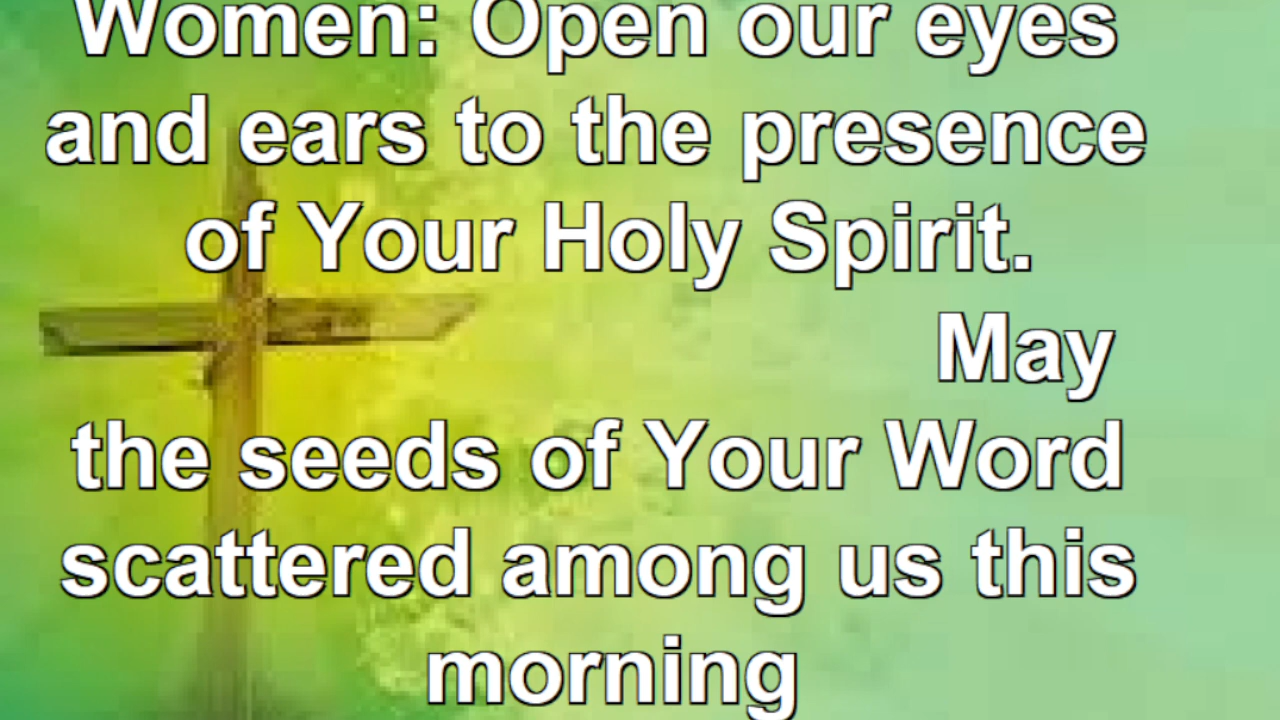 Women: Open our eyes
and ears to the presence
of Your Holy Spirit.
May
the seeds of Your Word
scattered among us this
morning